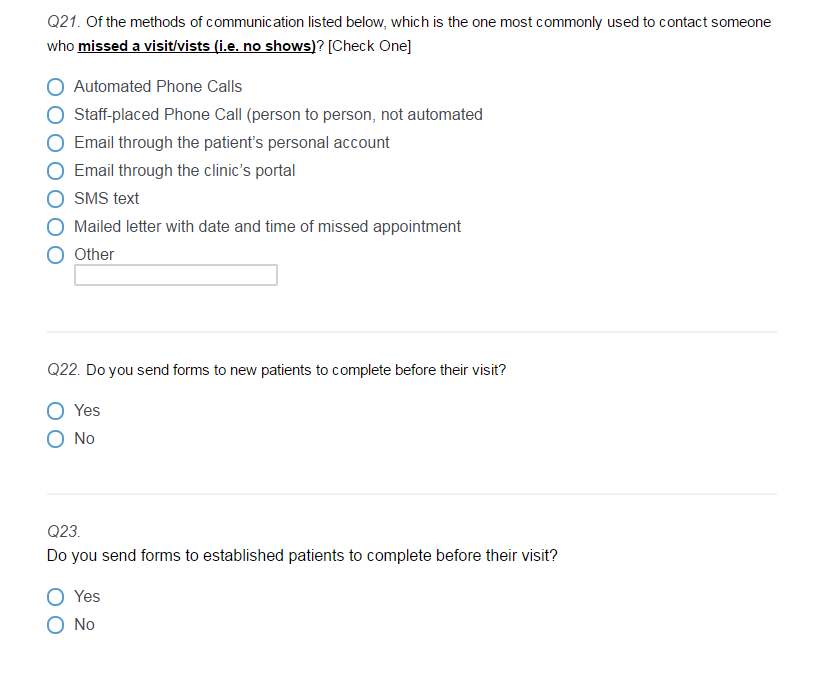 Q21. Of the methods of communication listed below, which is the one most commonly used to contact someone
who missed a visit/vists (i.e. no shows)? [Check One]
Automated Phone Calls
Staff-placed Phone Call (person to person, not automated
Email through the patient's personal account
Email through the clinic's portal
SMS text
Mailed letter with date and time of missed appointment
Other
Q22. Do you send forms to new patients to complete before their visit?
Yes
No
Q23.
Do you send forms to established patients to complete before their visit?
Yes
No